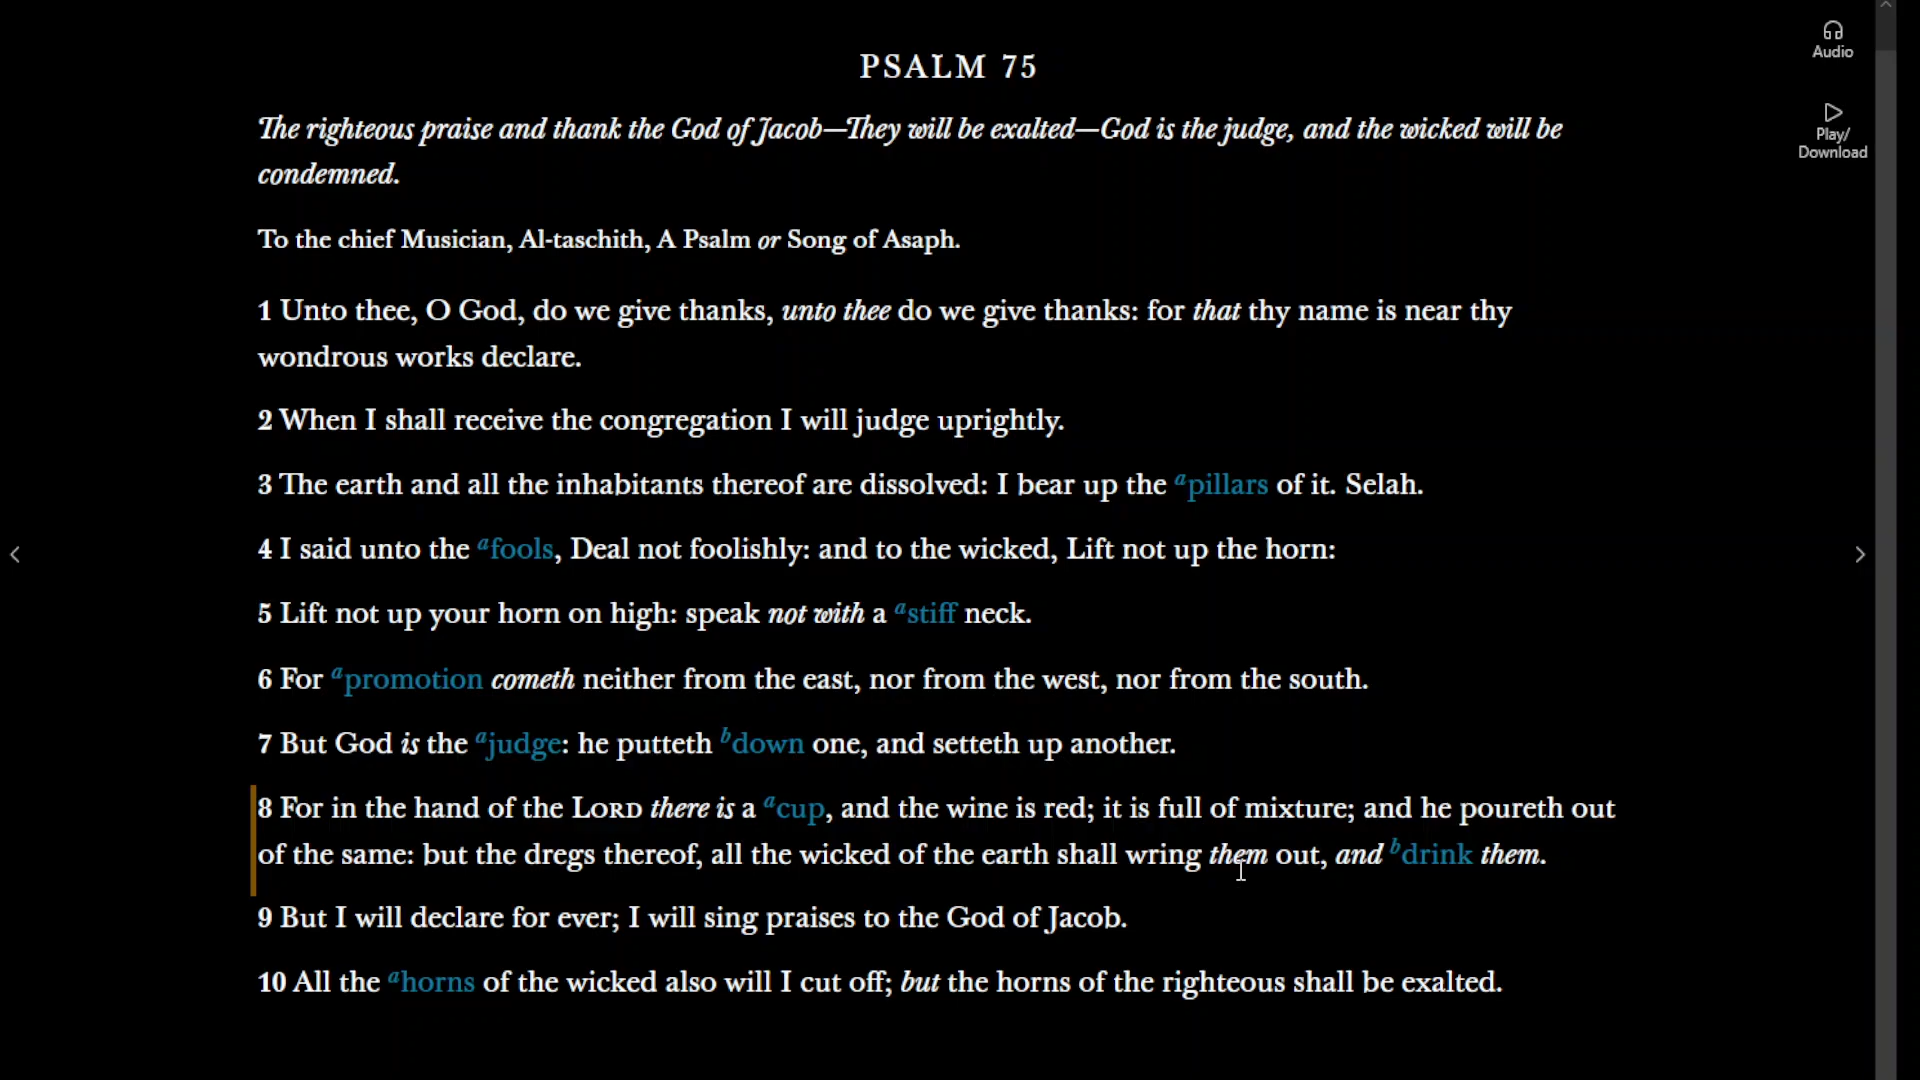 Audio
PSALM 75
Play/
Download
The righteous praise and thank the God of Jacob—They will be exalted—God is the judge, and the wicked will be
condemned.
To the chief Musician, Al-taschith, A Psalm or Song of Asaph.
1 Unto thee, O God, do we give thanks, unto thee do we give thanks: for that thy name is near thy
wondrous works declare.
2 When I shall receive the congregation I will judge uprightly.
3 The earth and all the inhabitants thereof are dissolved: I bear up the a pillars of it. Selah.
4 I said unto the a fools, Deal not foolishly: and to the wicked, Lift not up the horn:
5 Lift not up your horn on high: speak not with a a stiff neck.
6 For a promotion cometh neither from the east, nor from the west, nor from the south.
7 But God is the a judge: he putteth b down one, and setteth up another.
8 For in the hand of the LORD there is a a cup, and the wine is red; it is full of mixture; and he poureth out
of the same: but the dregs thereof, all the wicked of the earth shall wring them out, and b drink them.
9 But I will declare for ever; I will sing praises to the God of Jacob.
10 All the a horns of the wicked also will I cut off; but the horns of the righteous shall be exalted.